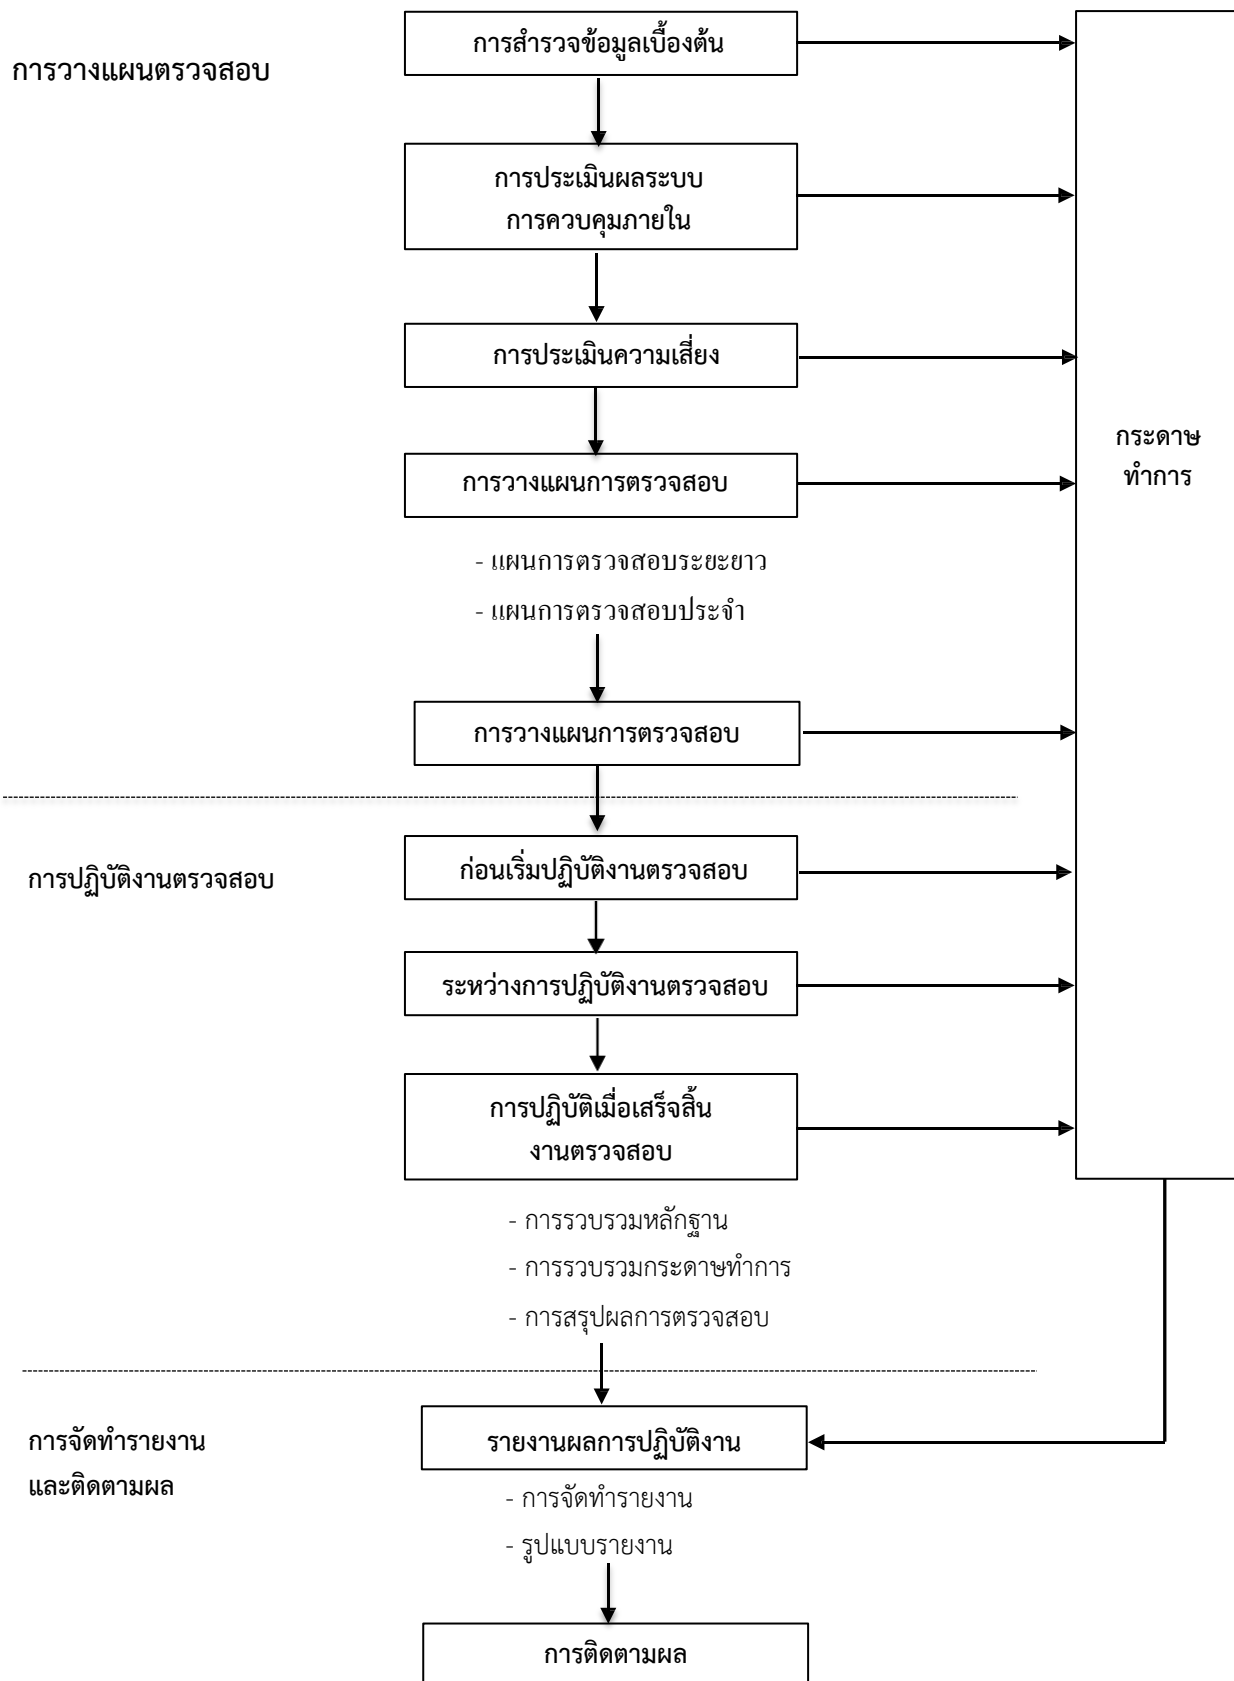 การสำรวจข้อมูลเบื้องต้น
การวางแผนตรวจสอบ
การประเมินผลระบบ
การควบคุมภายใน
การประเมินความเสี่ยง
กระดาษ
ทำการ
การวางแผนการตรวจสอบ
- แผนการตรวจสอบระยะยาว
- แผนการตรวจสอบประจำ
การวางแผนการตรวจสอบ
ก่อนเริ่มปฏิบัติงานตรวจสอบ
การปฏิบัติงานตรวจสอบ
ระหว่างการปฏิบัติงานตรวจสอบ
การปฏิบัติเมื่อเสร็จสิ้น
งานตรวจสอบ
- การรวบรวมหลักฐาน
- การรวบรวมกระดาษทำการ
- การสรุปผลการตรวจสอบ
การจัดทำรายงาน
และติดตามผล
รายงานผลการปฏิบัติงาน
- การจัดทำรายงาน
- รูปแบบรายงาน
การติดตามผล